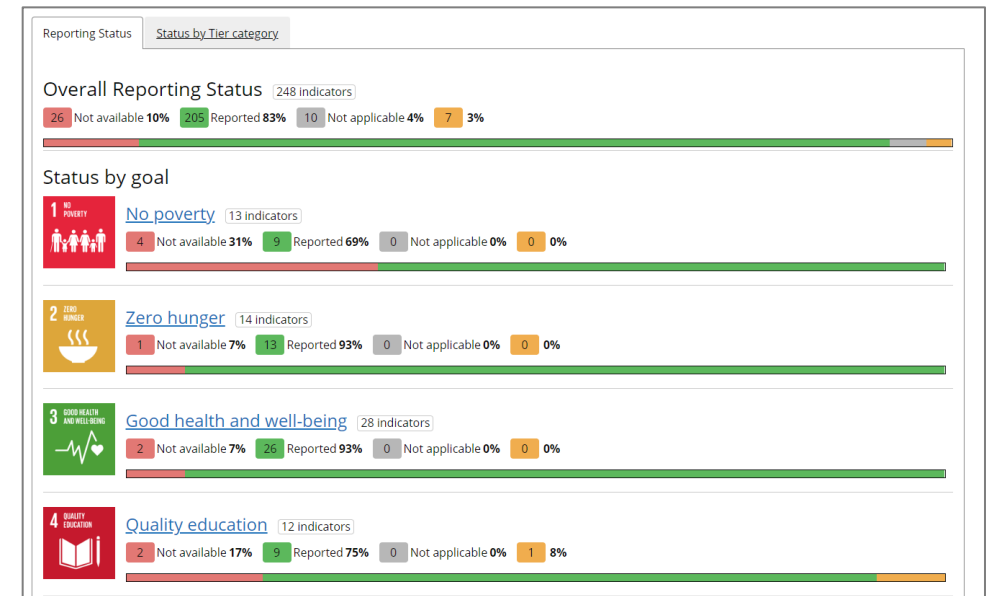 Reporting Status Status by Tier category
Overall Reporting Status 248 indicators
26 Not available 10% 205 Reported 83% 10 Not applicable 4% 7 3%
Status by goal
1 NO POVERTY
No poverty 13 indicators
4 Not available 31% 9 Reported 69% 0 Not applicable 0% 0 0%
2 ZERO HUNGER
Zero hunger 14 indicators
1 Not available 7% 13 Reported 93% 0 Not applicable 0% 0 0%
3 GOOD HEALTH AND WELL-BEING
Good health and well-being 28 indicators
2 Not available 7% 26 Reported 93% 0 Not applicable 0% 0 0%
4 QUALITY EDUCATION
Quality education 12 indicators
2 Not available 17% 9 Reported 75% 0 Not applicable 0% 1 8%